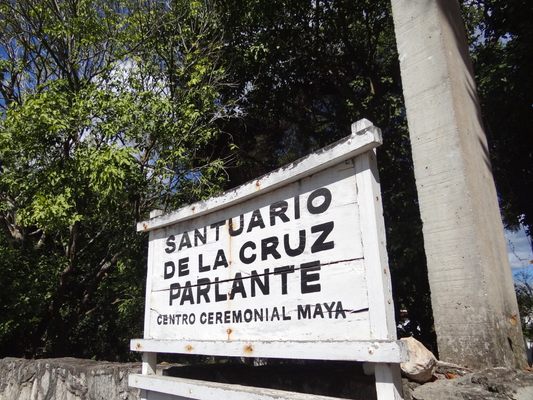 SANTUARIO
DE LA CRUZ
PARLANTE
CENTRO CEREMONIAL MAYA